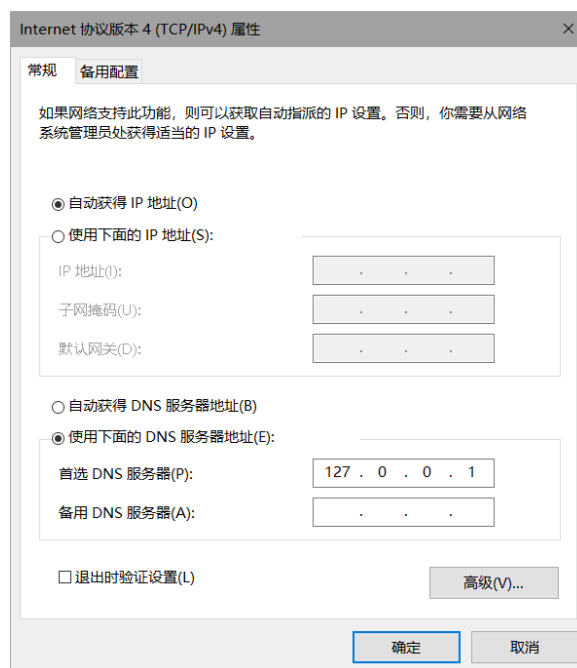 Internet 协议版本 4 (TCP/IPv4) 属性
常规
备用配置
如果网络支持此功能，则可以获取自动指派的 IP 设置。否则，你需要从网络
系统管理员处获得适当的 IP 设置。
自动获得 IP 地址(O)
使用下面的 IP 地址(S):
IP 地址(I):
子网掩码(U):
默认网关(D):
自动获得 DNS 服务器地址(B)
使用下面的 DNS 服务器地址(E):
首选 DNS 服务器(P):
127 . 0 . 0 . 1
备用 DNS 服务器(A):
退出时验证设置(L)
高级(V)...
确定
取消